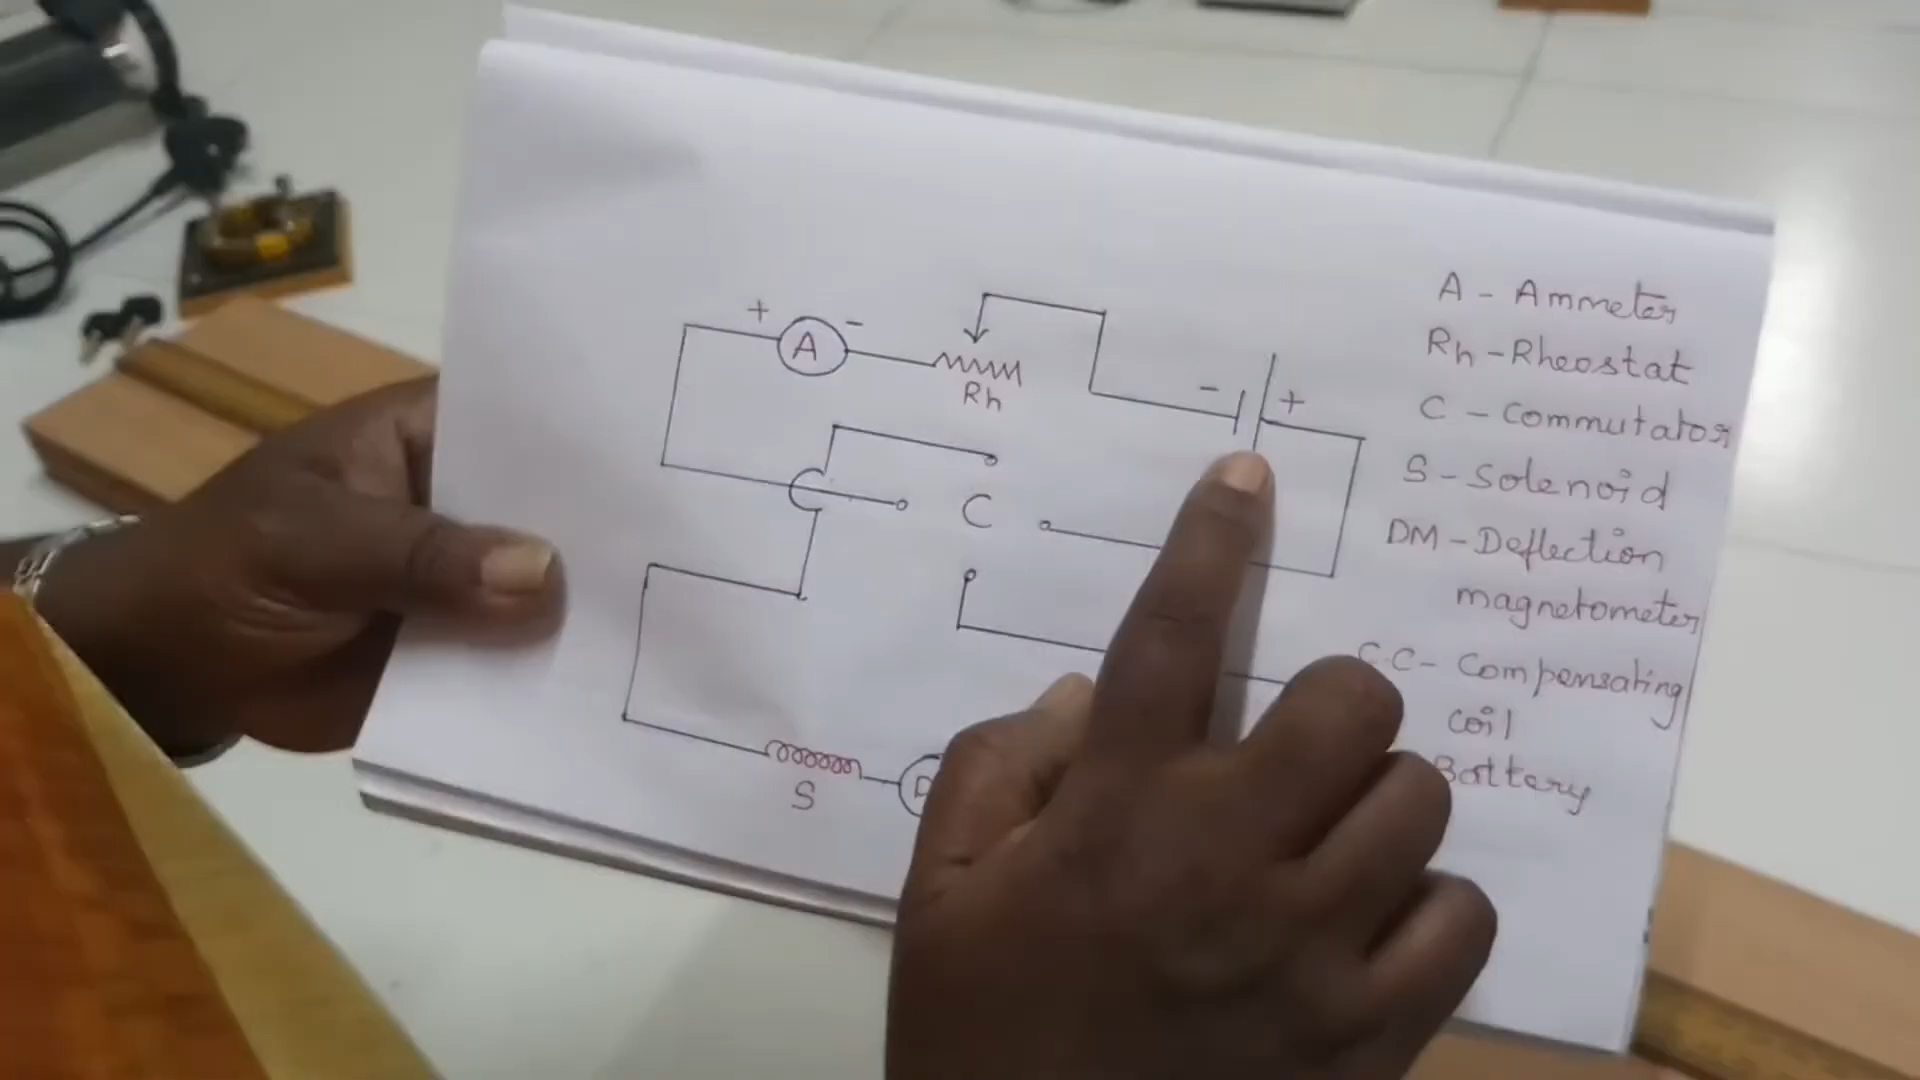 +
A
-
Rh
-
+
C
S
D
A - Ammeter
Rh - Rheostat
C - Commutator
S - Solenoid
DM - Deflection
magnetometer
C.C - Compensating
coil
Battery